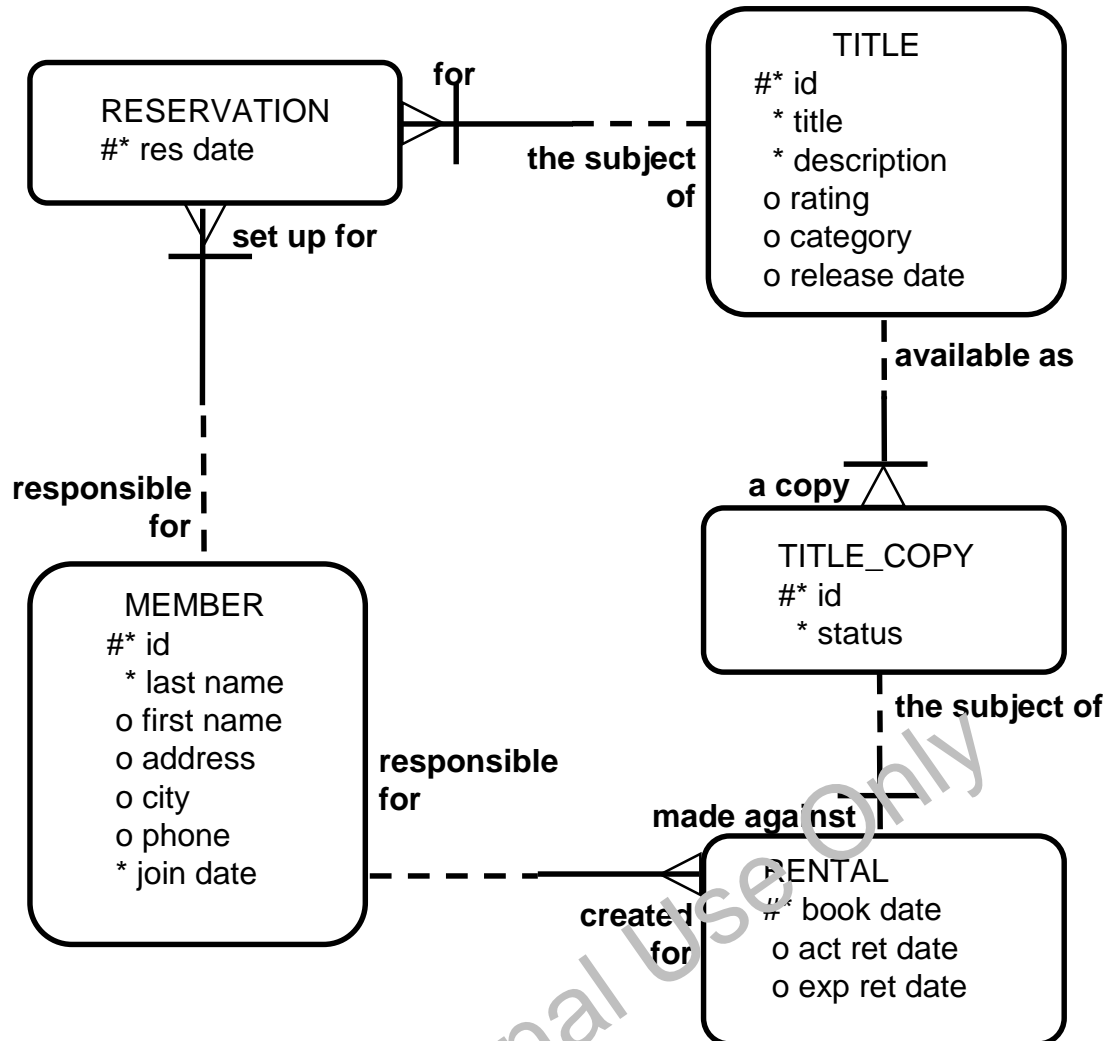 RESERVATION
#* res date
for
the subject
of
TITLE
#* id
* title
* description
o rating
o category
o release date
set up for
available as
responsible
for
a copy
TITLE_COPY
#* id
* status
MEMBER
#* id
* last name
o first name
o address
o city
o phone
* join date
the subject of
responsible
for
made against
created
for
RENTAL
#* book date
o act ret date
o exp ret date
Use Only